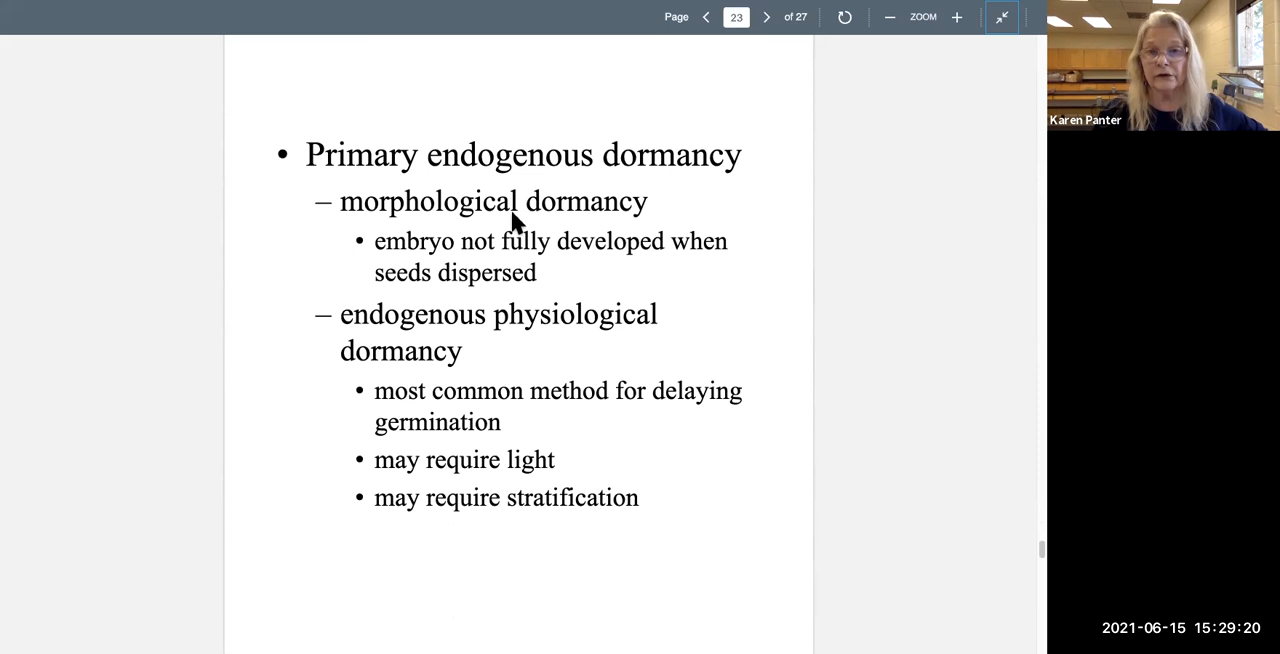 Page 23 of 27 ZOOM
Karen Panter
• Primary endogenous dormancy
– morphological dormancy
• embryo not fully developed when
seeds dispersed
– endogenous physiological
dormancy
• most common method for delaying
germination
• may require light
• may require stratification
2021-06-15 15:29:20